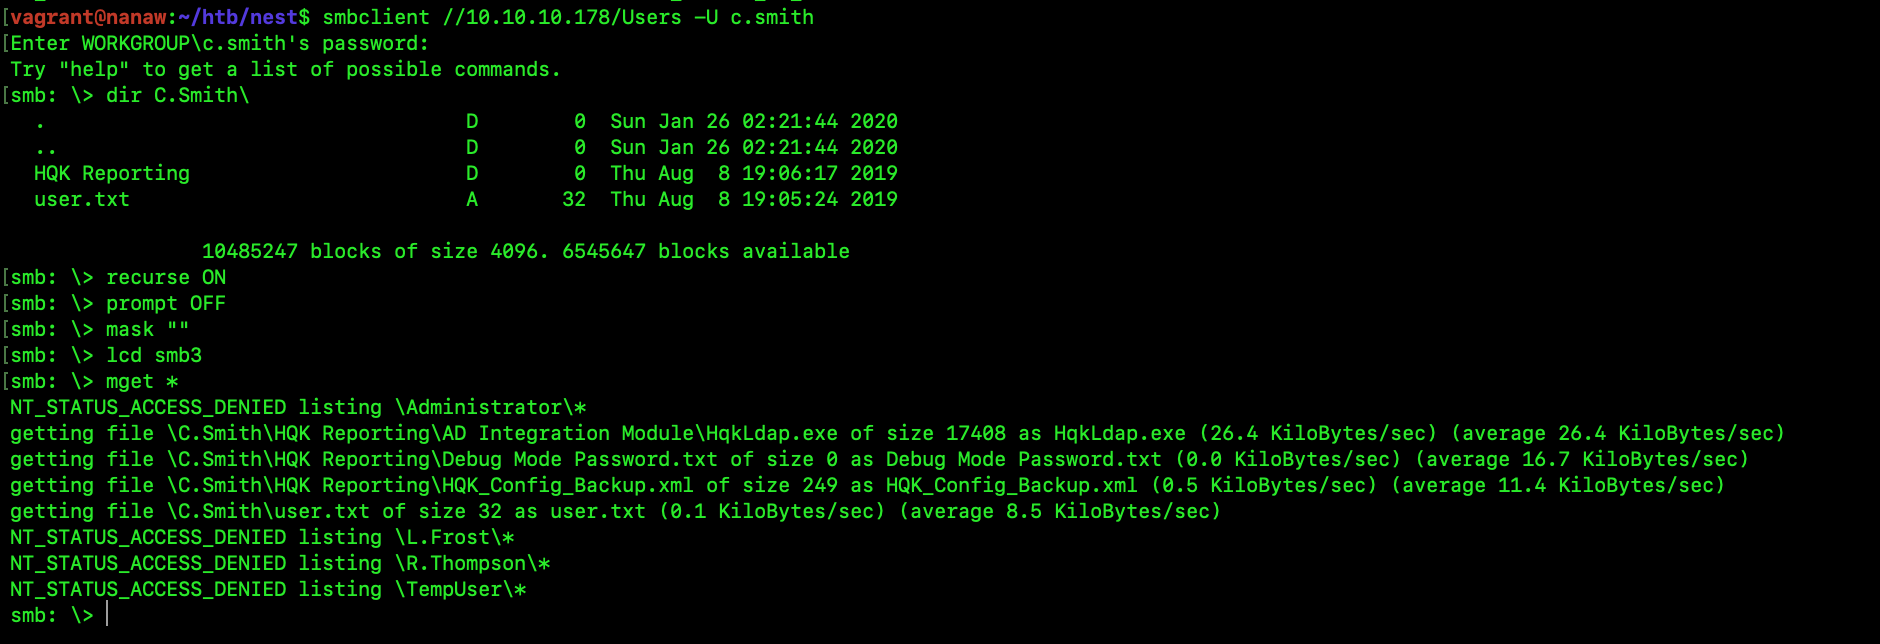 [vagrant@nanaw:~/htb/nest$ smbclient //10.10.10.178/Users -U c.smith
[Enter WORKGROUP\c.smith's password:
Try "help" to get a list of possible commands.
[smb: \> dir C.Smith\
  .                                   D        0  Sun Jan 26 02:21:44 2020
  ..                                  D        0  Sun Jan 26 02:21:44 2020
  HQK Reporting                       D        0  Thu Aug  8 19:06:17 2019
  user.txt                            A       32  Thu Aug  8 19:05:24 2019
                10485247 blocks of size 4096. 6545647 blocks available
[smb: \> recurse ON
[smb: \> prompt OFF
[smb: \> mask ""
[smb: \> lcd smb3
[smb: \> mget *
NT_STATUS_ACCESS_DENIED listing \Administrator\*
getting file \C.Smith\HQK Reporting\AD Integration Module\HqkLdap.exe of size 17408 as HqkLdap.exe (26.4 KiloBytes/sec) (average 26.4 KiloBytes/sec)
getting file \C.Smith\HQK Reporting\Debug Mode Password.txt of size 0 as Debug Mode Password.txt (0.0 KiloBytes/sec) (average 16.7 KiloBytes/sec)
getting file \C.Smith\HQK Reporting\HQK_Config_Backup.xml of size 249 as HQK_Config_Backup.xml (0.5 KiloBytes/sec) (average 11.4 KiloBytes/sec)
getting file \C.Smith\user.txt of size 32 as user.txt (0.1 KiloBytes/sec) (average 8.5 KiloBytes/sec)
NT_STATUS_ACCESS_DENIED listing \L.Frost\*
NT_STATUS_ACCESS_DENIED listing \R.Thompson\*
NT_STATUS_ACCESS_DENIED listing \TempUser\*
smb: \>